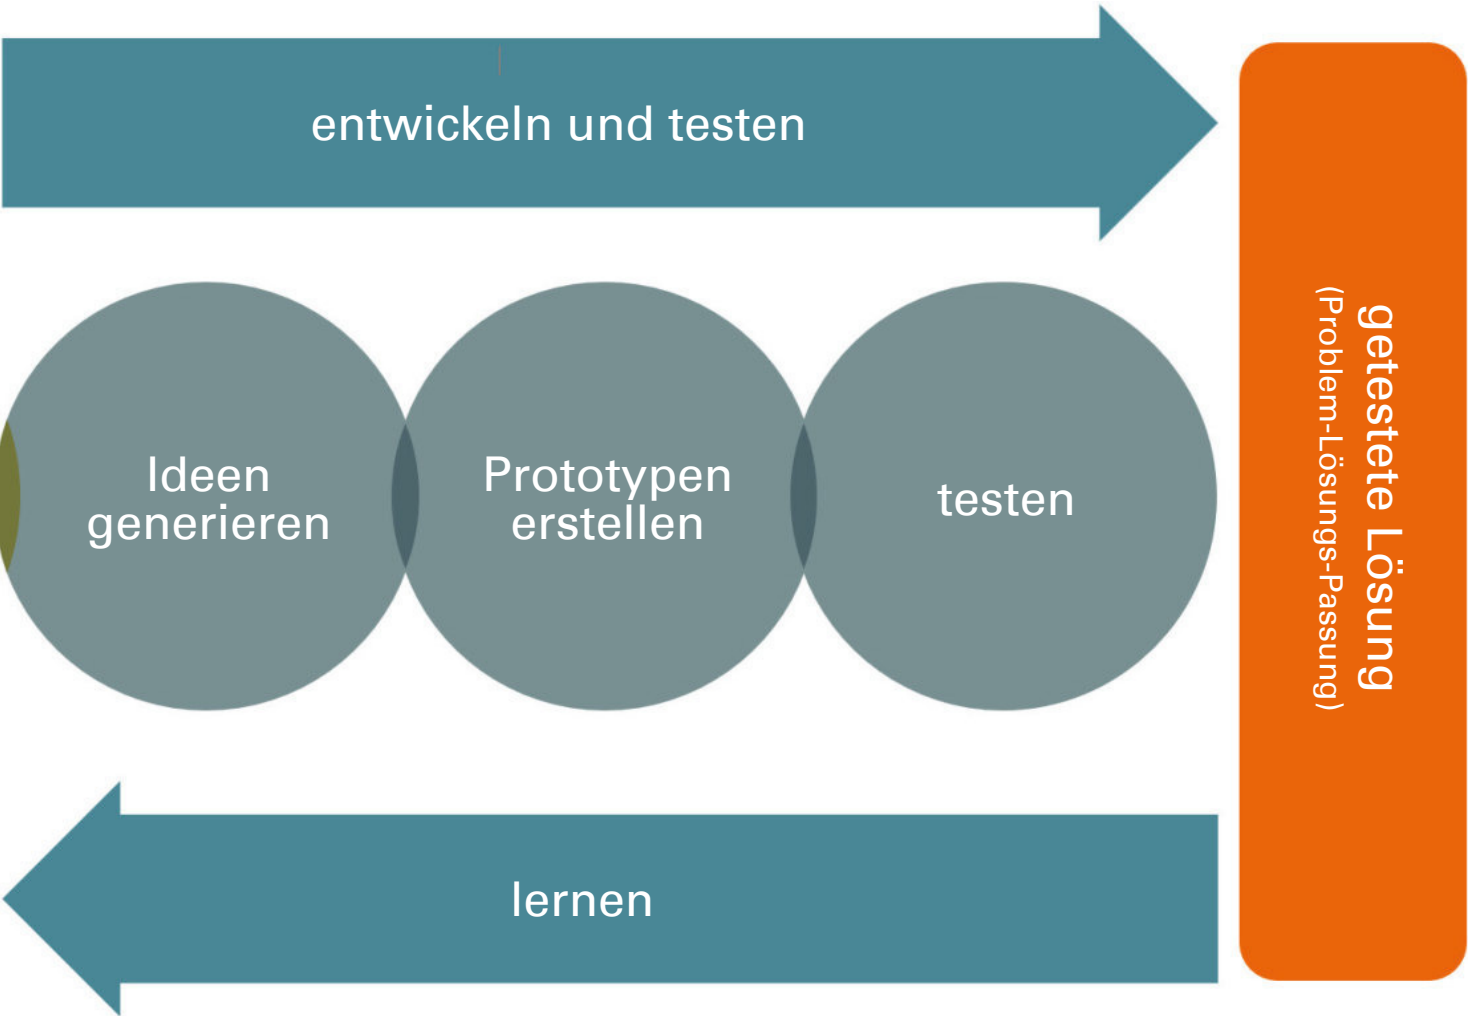 entwickeln und testen
Ideen
generieren
Prototypen
erstellen
testen
getestete Lösung
(Problem-Lösungs-Passung)
lernen